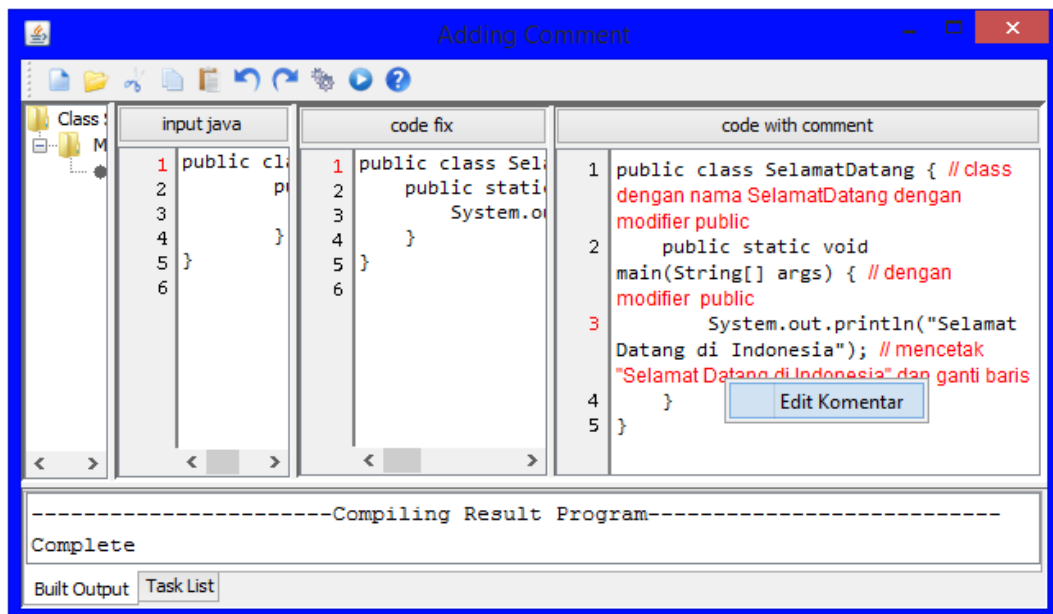 Adding Comment
Class S
M
input java
1 public cl
2 pu
3
4 }
5 }
6
code fix
1 public class Sel
2 public stati
3 System.o
4 }
5 }
6
code with comment
1 public class SelamatDatang { // class
dengan nama SelamatDatang dengan
modifier public
2 public static void
main(String[] args) { // dengan
modifier public
3 System.out.println("Selamat
Datang di Indonesia"); // mencetak
"Selamat Datang di Indonesia" dan ganti baris
4 }
5 }
Edit Komentar
-----------------------Compiling Result Program---------------------------
Complete
Built Output
Task List